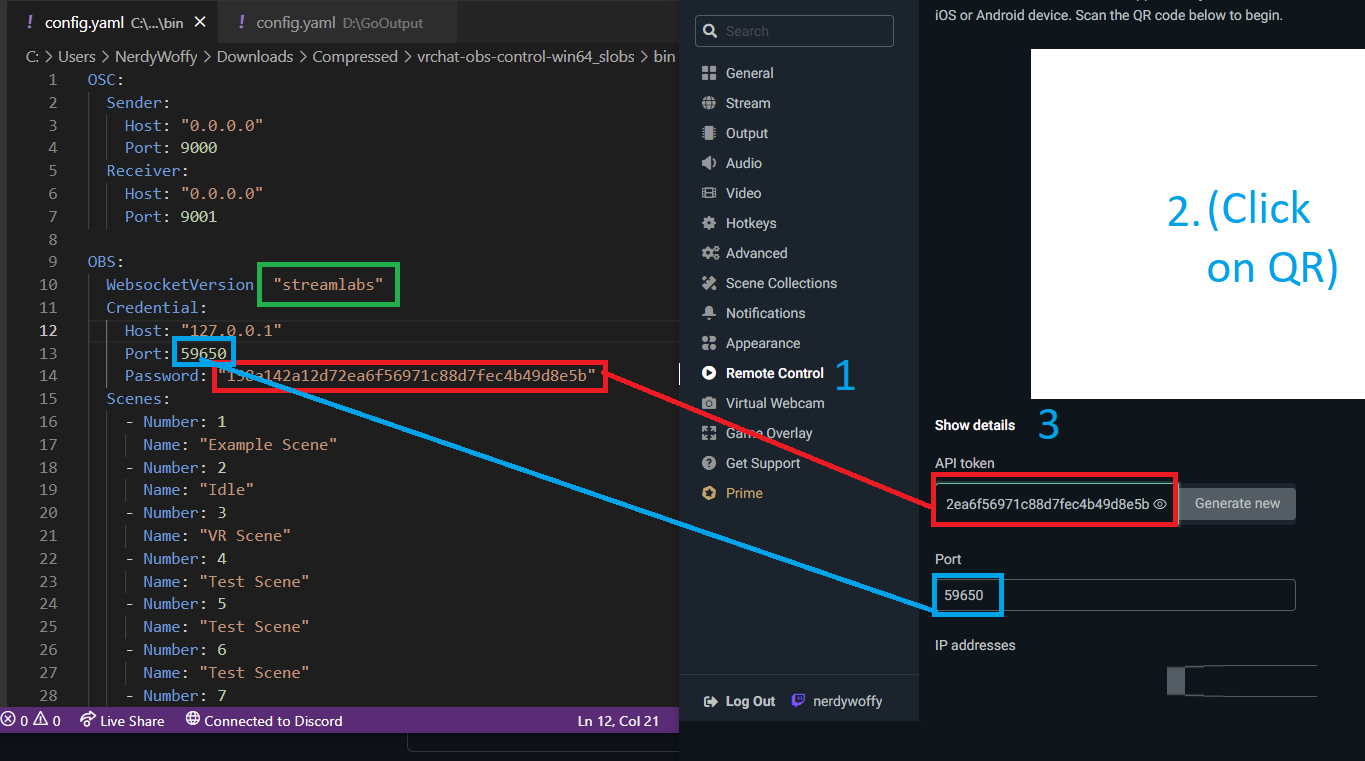 config.yaml C:\...\bin
config.yaml D:\GoOutput
C: > Users > NerdyWoffy > Downloads > Compressed > vrchat-obs-control-win64_slobs > bin
1 OSC:
2 Sender:
3 Host: "0.0.0.0"
4 Port: 9000
5 Receiver:
6 Host: "0.0.0.0"
7 Port: 9001
8
9 OBS:
10 WebsocketVersion "streamlabs"
11 Credential:
12 Host: "127.0.0.1"
13 Port: 59650
14 Password: "198a142a12d72ea6f56971c88d7fec4b49d8e5b"
15 Scenes:
16 - Number: 1
17 Name: "Example Scene"
18 - Number: 2
19 Name: "Idle"
20 - Number: 3
21 Name: "VR Scene"
22 - Number: 4
23 Name: "Test Scene"
24 - Number: 5
25 Name: "Test Scene"
26 - Number: 6
27 Name: "Test Scene"
28 - Number: 7
0 0 Live Share Connected to Discord Ln 12, Col 21
Search
General
Stream
Output
Audio
Video
Hotkeys
Advanced
Scene Collections
Notifications
Appearance
Remote Control 1
Virtual Webcam
Game Overlay
Get Support
Prime
Log Out nerdywoffy
iOS or Android device. Scan the QR code below to begin.
2. (Click
on QR)
Show details 3
API token
2ea6f56971c88d7fec4b49d8e5b Generate new
Port
59650
IP addresses